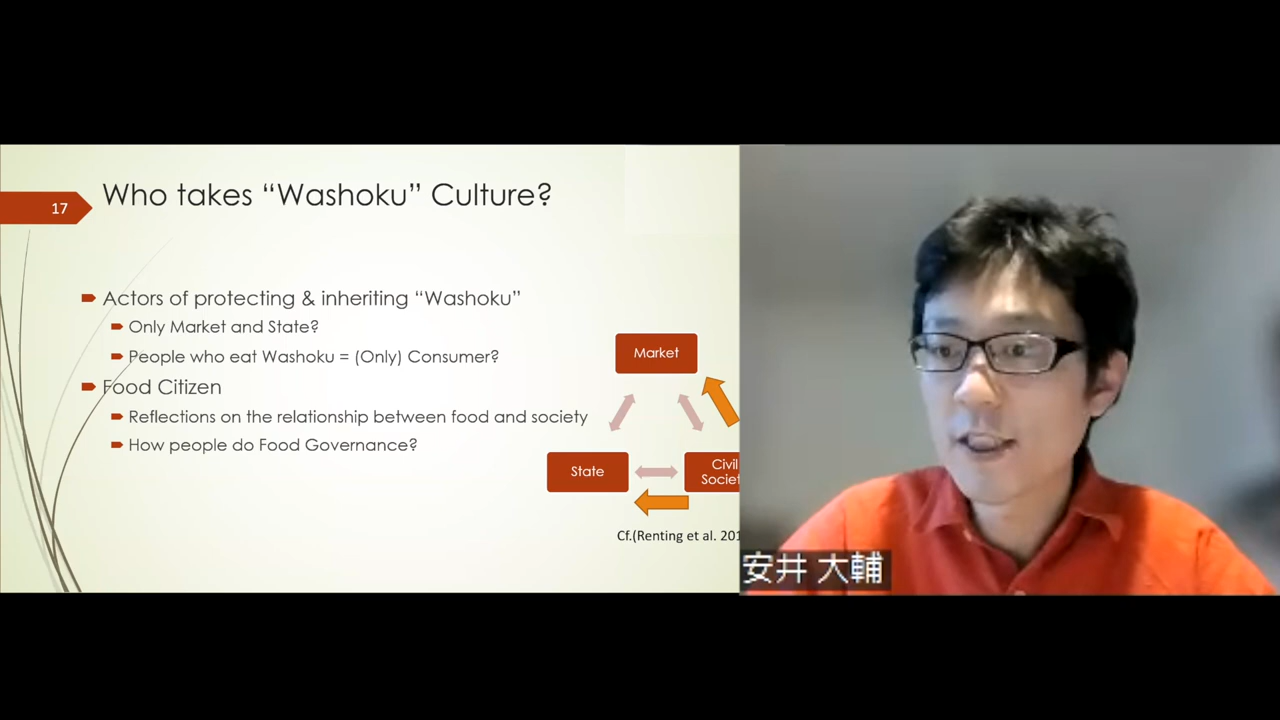 17
Who takes “Washoku” Culture?
Actors of protecting & inheriting “Washoku”
Only Market and State?
People who eat Washoku = (Only) Consumer?
Food Citizen
Reflections on the relationship between food and society
How people do Food Governance?
Market
State
Civil
Cf.(Renting et al. 201
安井 大輔